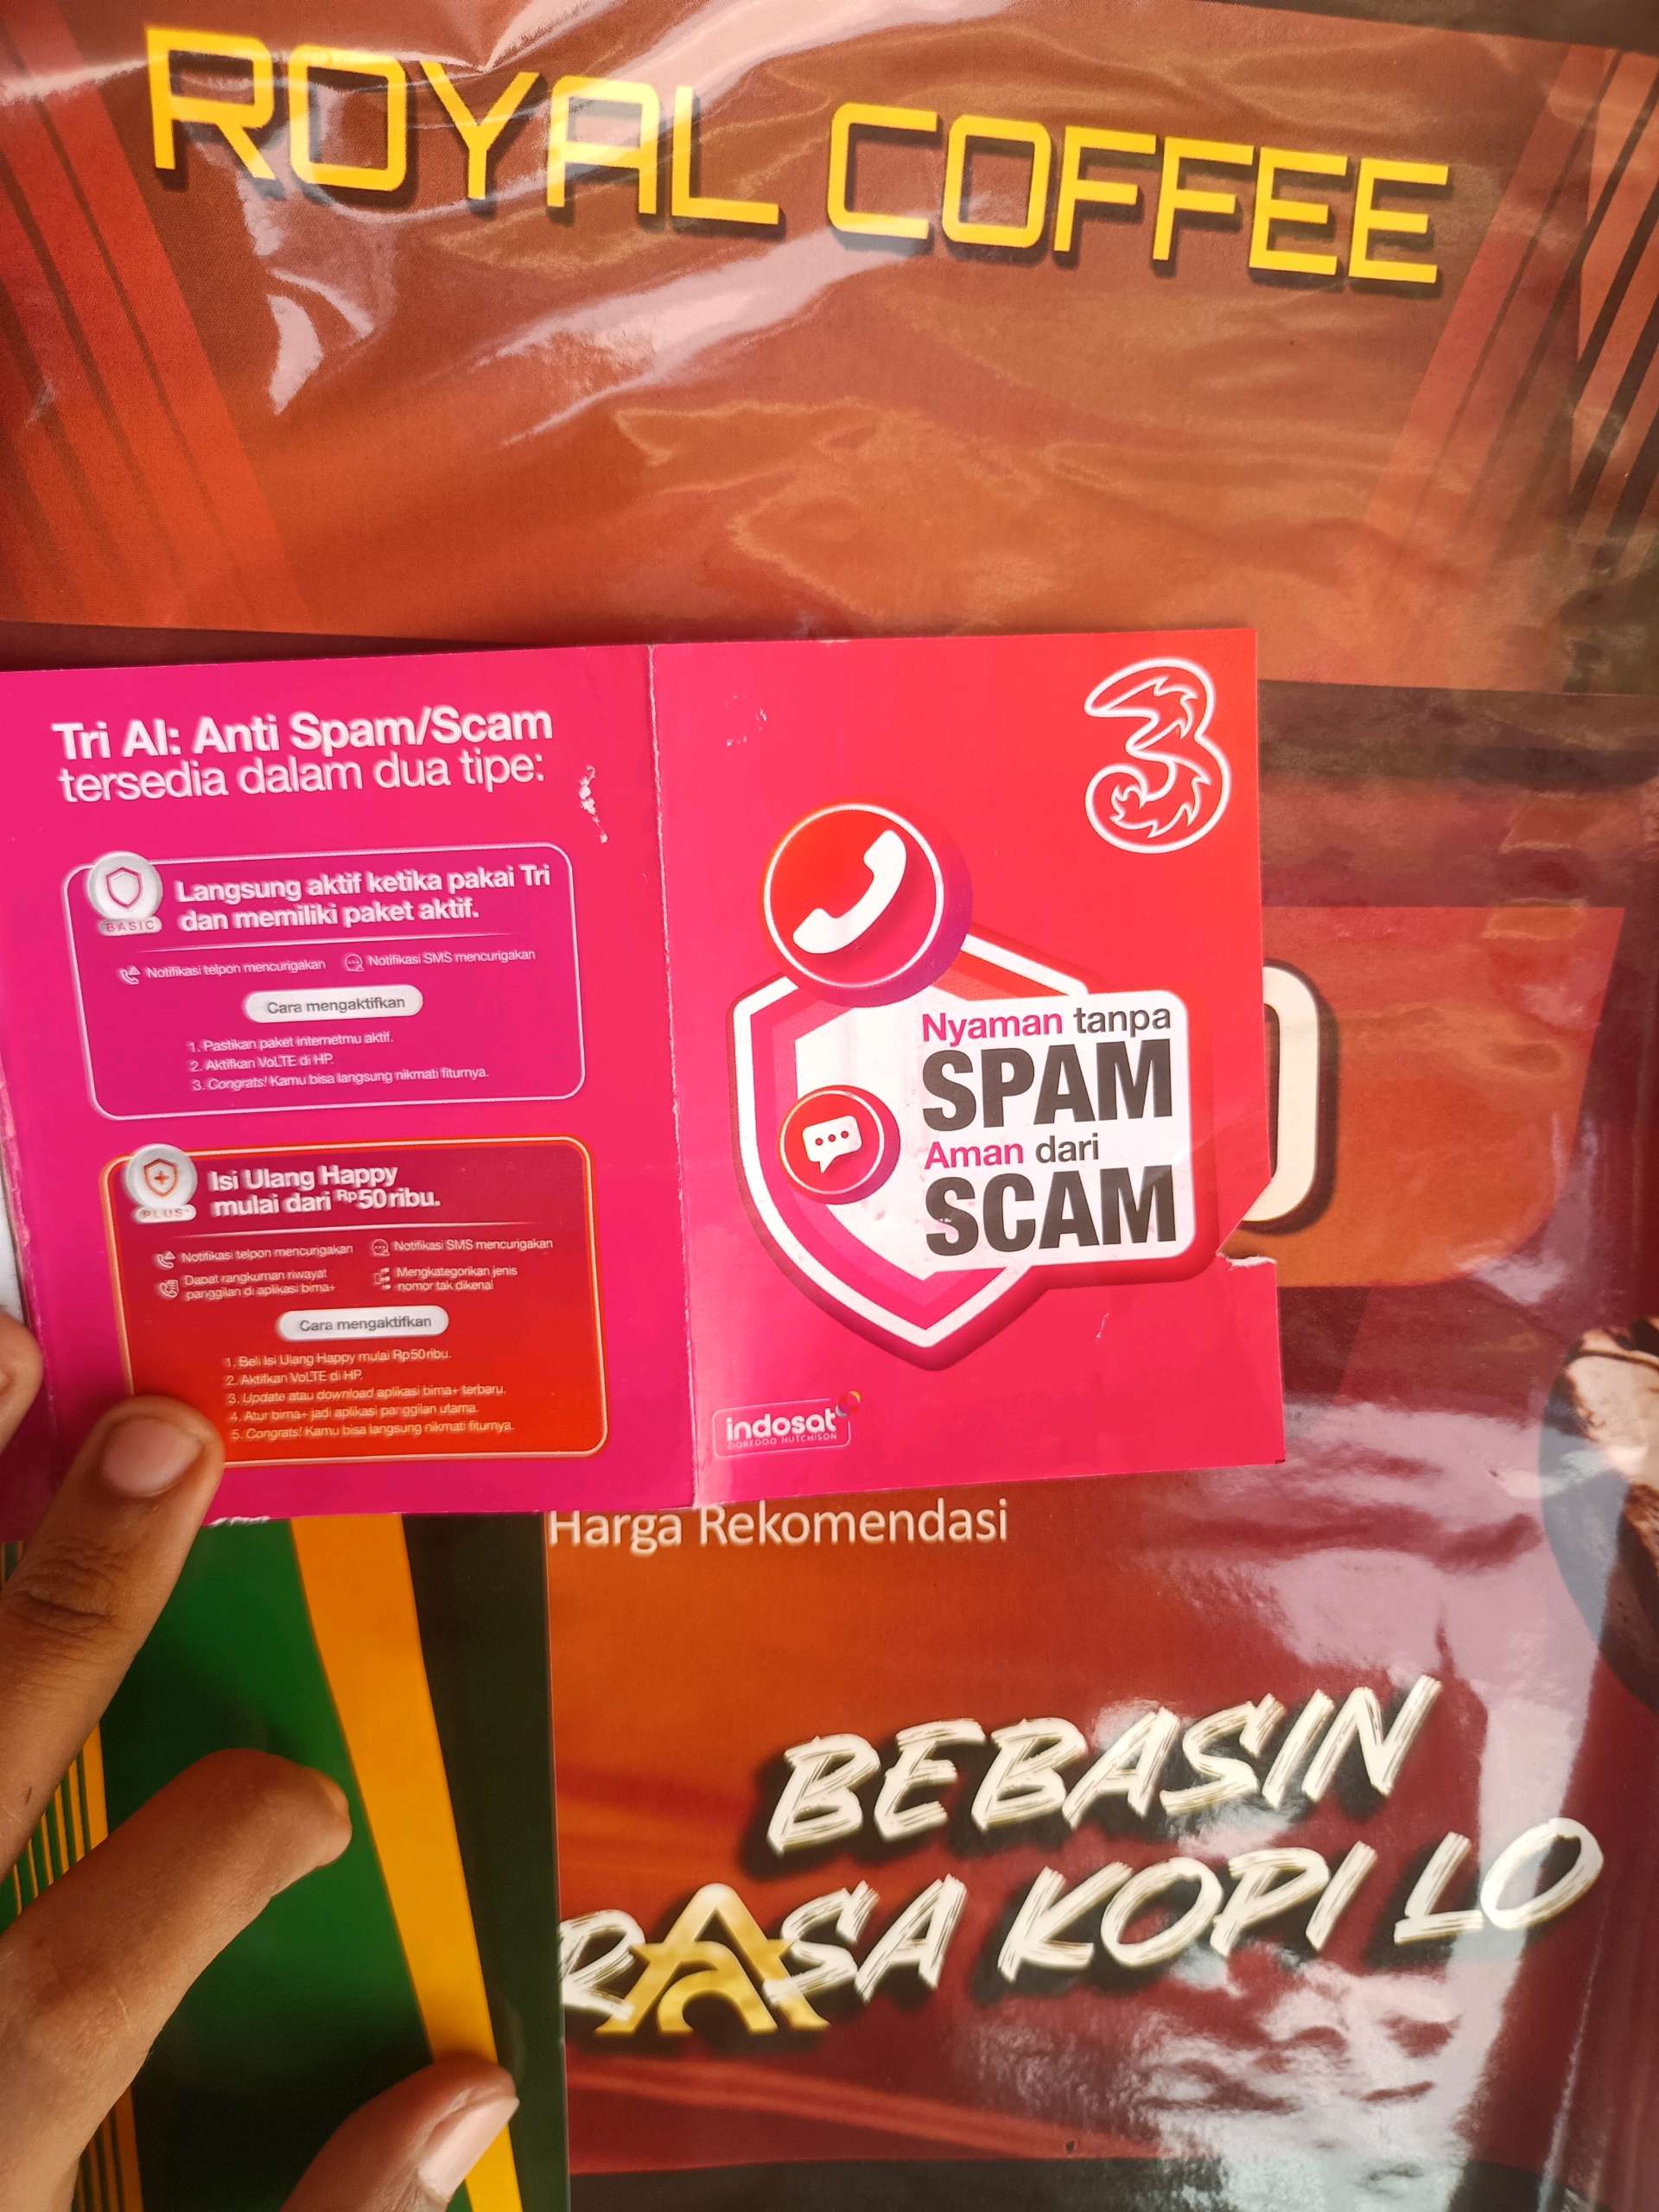 ROYAL COFFEE
Tri AI: Anti Spam/Scam
tersedia dalam dua tipe:
BASIC
Langsung aktif ketika pakai Tri
dan memiliki paket aktif.
Notifikasi telpon mencurigakan
Notifikasi SMS mencurigakan
Cara mengaktifkan
1. Pastikan paket internetmu aktif.
2. Aktifkan VoLTE di HP.
3. Congrats! Kamu bisa langsung nikmati fiturnya.
PLUS+
Isi Ulang Happy
mulai dari Rp50 ribu.
Notifikasi telpon mencurigakan
Notifikasi SMS mencurigakan
Dapat rangkuman riwayat
panggilan di aplikasi bima+
Mengkategorikan jenis
nomor tak dikenal
Cara mengaktifkan
1. Beli Isi Ulang Happy mulai Rp50 ribu.
2. Aktifkan VoLTE di HP.
3. Update atau download aplikasi bima+ terbaru.
4. Atur bima+ jadi aplikasi panggilan utama.
5. Congrats! Kamu bisa langsung nikmati fiturnya.
3
Nyaman tanpa
SPAM
Aman dari
SCAM
indosat
OOREDOO HUTCHISON
Harga Rekomendasi
BEBASIN
RASA KOPI LO